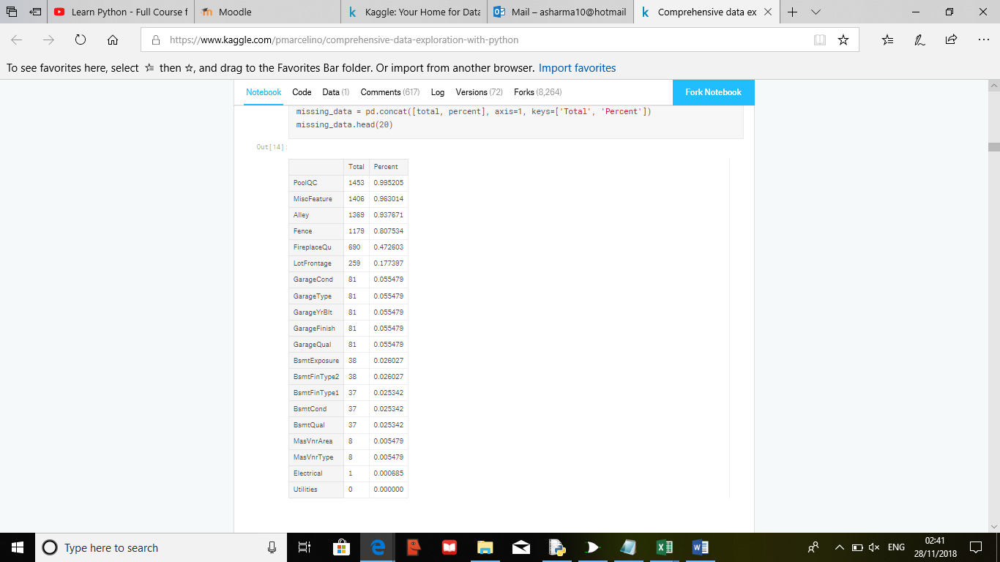 Learn Python - Full Course f
Moodle
Kaggle: Your Home for Data
Mail – asharma10@hotmail
Comprehensive data ex
https://www.kaggle.com/pmarcelino/comprehensive-data-exploration-with-python
To see favorites here, select then ☆, and drag to the Favorites Bar folder. Or import from another browser. Import favorites
Notebook Code Data (1) Comments (617) Log Versions (72) Forks (8,264) Fork Notebook
missing_data = pd.concat([total, percent], axis=1, keys=['Total', 'Percent'])
missing_data.head(20)
Out[14]:
Total Percent
PoolQC 1453 0.995205
MiscFeature 1406 0.963014
Alley 1369 0.937671
Fence 1179 0.807534
FireplaceQu 690 0.472603
LotFrontage 259 0.177397
GarageCond 81 0.055479
GarageType 81 0.055479
GarageYrBlt 81 0.055479
GarageFinish 81 0.055479
GarageQual 81 0.055479
BsmtExposure 38 0.026027
BsmtFinType2 38 0.026027
BsmtFinType1 37 0.025342
BsmtCond 37 0.025342
BsmtQual 37 0.025342
MasVnrArea 8 0.005479
MasVnrType 8 0.005479
Electrical 1 0.000685
Utilities 0 0.000000
Type here to search
ENG
02:41
28/11/2018